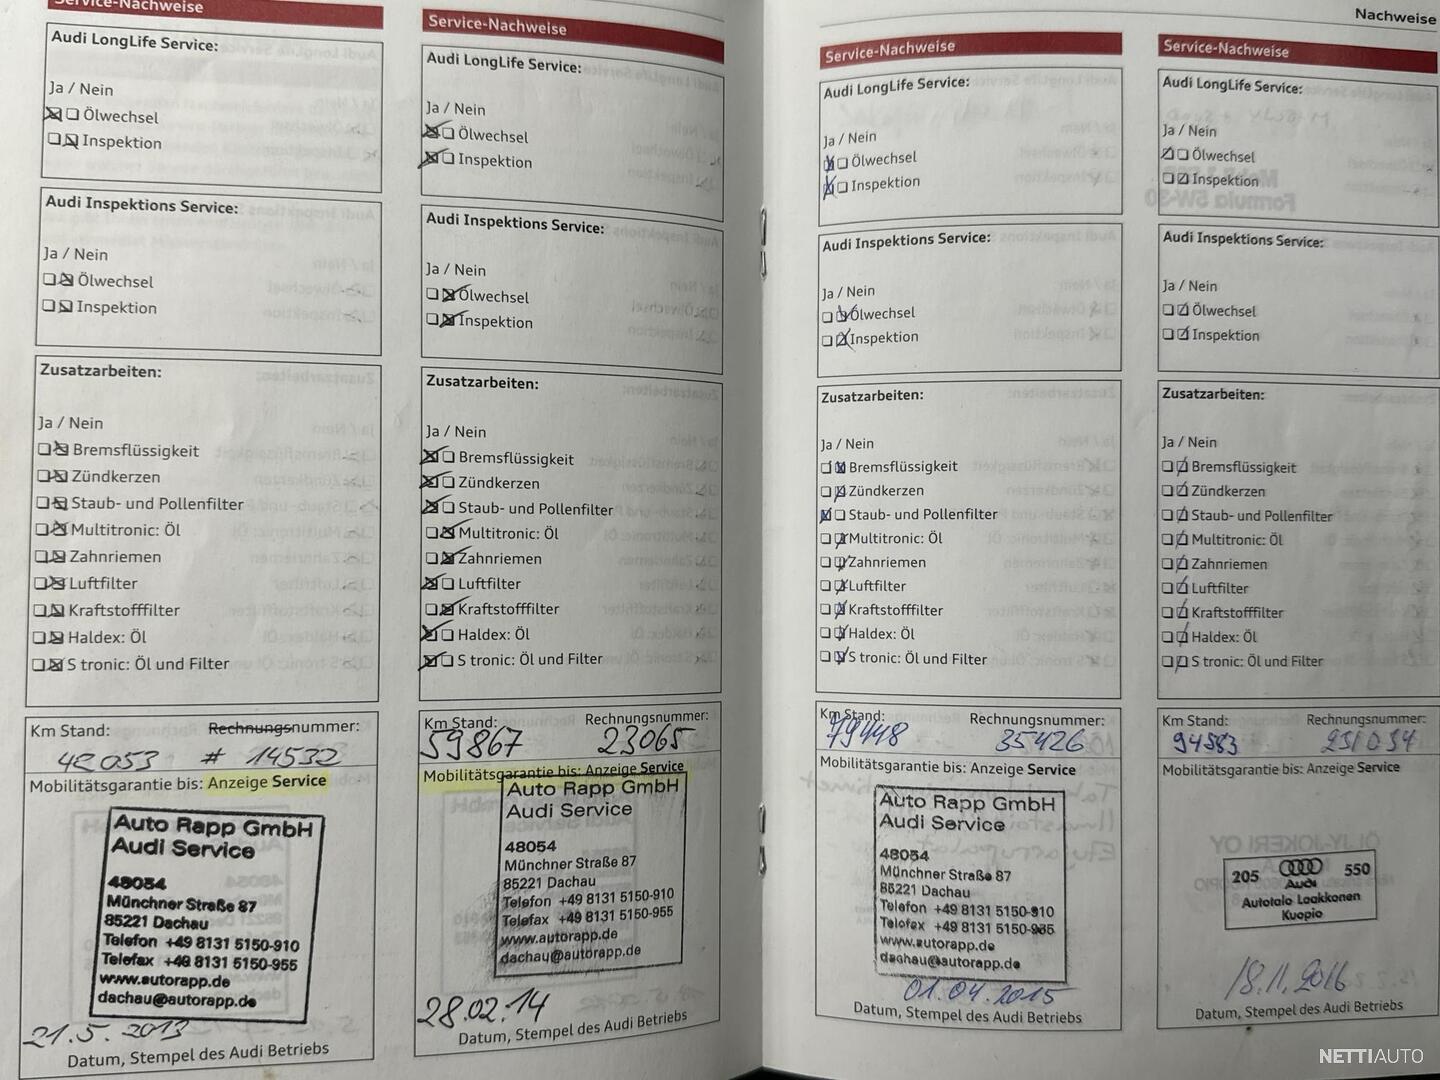 Nachweise
Service-Nachweise
Audi LongLife Service:
Ja / Nein
Ölwechsel
Inspektion
Audi Inspektions Service:
Ja / Nein
Ölwechsel
Inspektion
Zusatzarbeiten:
Ja / Nein
Bremsflüssigkeit
Zündkerzen
Staub- und Pollenfilter
Multitronic: Öl
Zahnriemen
Luftfilter
Kraftstofffilter
Haldex: Öl
S tronic: Öl und Filter
Km Stand: Rechnungsnummer:
42053 # 14532
Mobilitätsgarantie bis: Anzeige Service
Auto Rapp GmbH
Audi Service
48054
Münchner Straße 87
85221 Dachau
Telefon +49 8131 5150-910
Telefax +49 8131 5150-955
www.autorapp.de
dachau@autorapp.de
21.5.2013
Datum, Stempel des Audi Betriebs
Service-Nachweise
Audi LongLife Service:
Ja / Nein
Ölwechsel
Inspektion
Audi Inspektions Service:
Ja / Nein
Ölwechsel
Inspektion
Zusatzarbeiten:
Ja / Nein
Bremsflüssigkeit
Zündkerzen
Staub- und Pollenfilter
Multitronic: Öl
Zahnriemen
Luftfilter
Kraftstofffilter
Haldex: Öl
S tronic: Öl und Filter
Km Stand: Rechnungsnummer:
59867 23065
Mobilitätsgarantie bis: Anzeige Service
Auto Rapp GmbH
Audi Service
48054
Münchner Straße 87
85221 Dachau
Telefon +49 8131 5150-910
Telefax +49 8131 5150-955
www.autorapp.de
dachau@autorapp.de
28.02.14
Datum, Stempel des Audi Betriebs
Service-Nachweise
Audi LongLife Service:
Ja / Nein
Ölwechsel
Inspektion
Audi Inspektions Service:
Ja / Nein
Ölwechsel
Inspektion
Zusatzarbeiten:
Ja / Nein
Bremsflüssigkeit
Zündkerzen
Staub- und Pollenfilter
Multitronic: Öl
Zahnriemen
Luftfilter
Kraftstofffilter
Haldex: Öl
S tronic: Öl und Filter
Km Stand: Rechnungsnummer:
79448 35426
Mobilitätsgarantie bis: Anzeige Service
Auto Rapp GmbH
Audi Service
48054
Münchner Straße 87
85221 Dachau
Telefon +49 8131 5150-910
Telefax +49 8131 5150-955
www.autorapp.de
dachau@autorapp.de
01.04.2015
Datum, Stempel des Audi Betriebs
Service-Nachweise
Audi LongLife Service:
Ja / Nein
Ölwechsel
Inspektion
Audi Inspektions Service:
Ja / Nein
Ölwechsel
Inspektion
Zusatzarbeiten:
Ja / Nein
Bremsflüssigkeit
Zündkerzen
Staub- und Pollenfilter
Multitronic: Öl
Zahnriemen
Luftfilter
Kraftstofffilter
Haldex: Öl
S tronic: Öl und Filter
Km Stand: Rechnungsnummer:
94583 231034
Mobilitätsgarantie bis: Anzeige Service
205 Audi 550
Autotalo Laakkonen
Kuopio
18.11.2016
Datum, Stempel des Audi Betriebs
NETTIAUTO